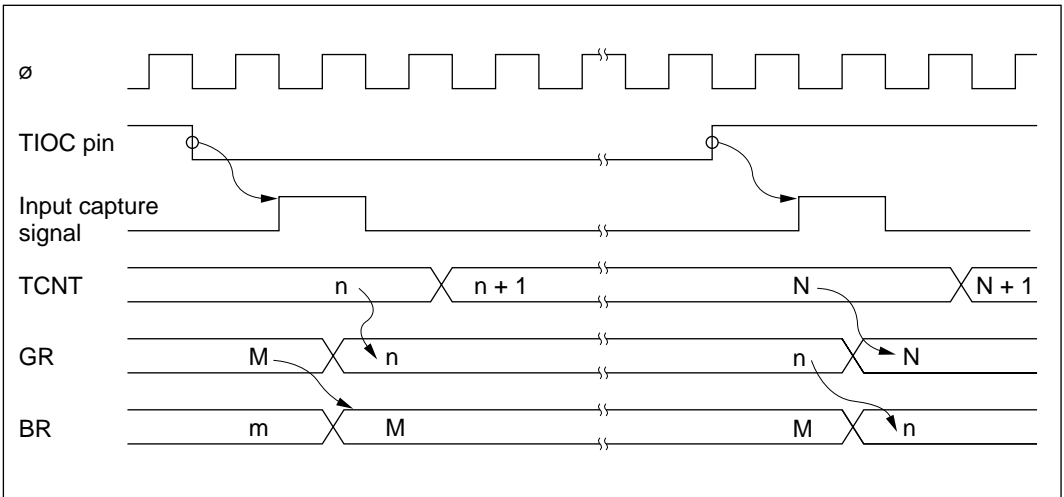 ø
TIOC pin
Input capture
signal
TCNT n n + 1 N N + 1
GR M n n N
BR m M M n